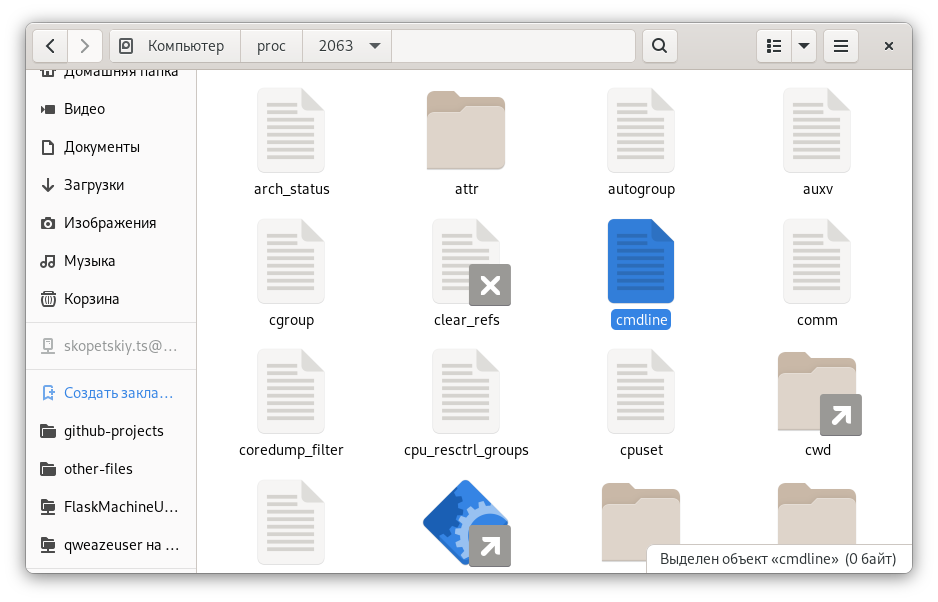 Компьютер
proc
2063
Домашняя папка
Видео
Документы
Загрузки
Изображения
Музыка
Корзина
skopetskiy.ts@…
Создать закла…
github-projects
other-files
FlaskMachineU…
qweazeuser на …
arch_status
attr
autogroup
auxv
cgroup
clear_refs
cmdline
comm
coredump_filter
cpu_resctrl_groups
cpuset
cwd
Выделен объект «cmdline» (0 байт)